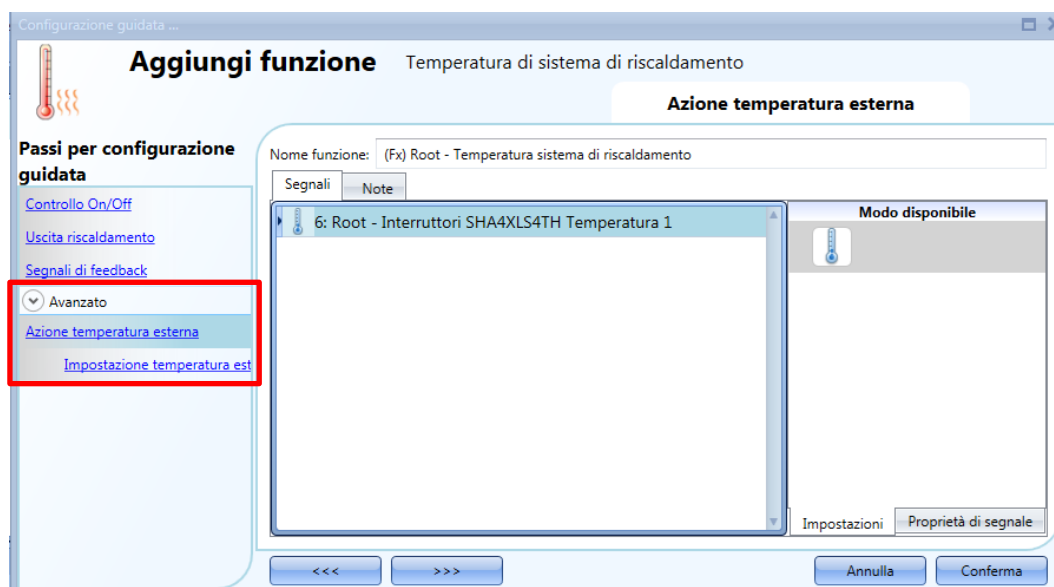 Configurazione guidata ...
Aggiungi funzione Temperatura di sistema di riscaldamento
Azione temperatura esterna
Passi per configurazione
guidata
Controllo On/Off
Uscita riscaldamento
Segnali di feedback
Avanzato
Azione temperatura esterna
Impostazione temperatura est
Nome funzione: (Fx) Root - Temperatura sistema di riscaldamento
Segnali Note
6: Root - Interruttori SHA4XLS4TH Temperatura 1
Modo disponibile
Impostazioni Proprietà di segnale
<<< >>> Annulla Conferma